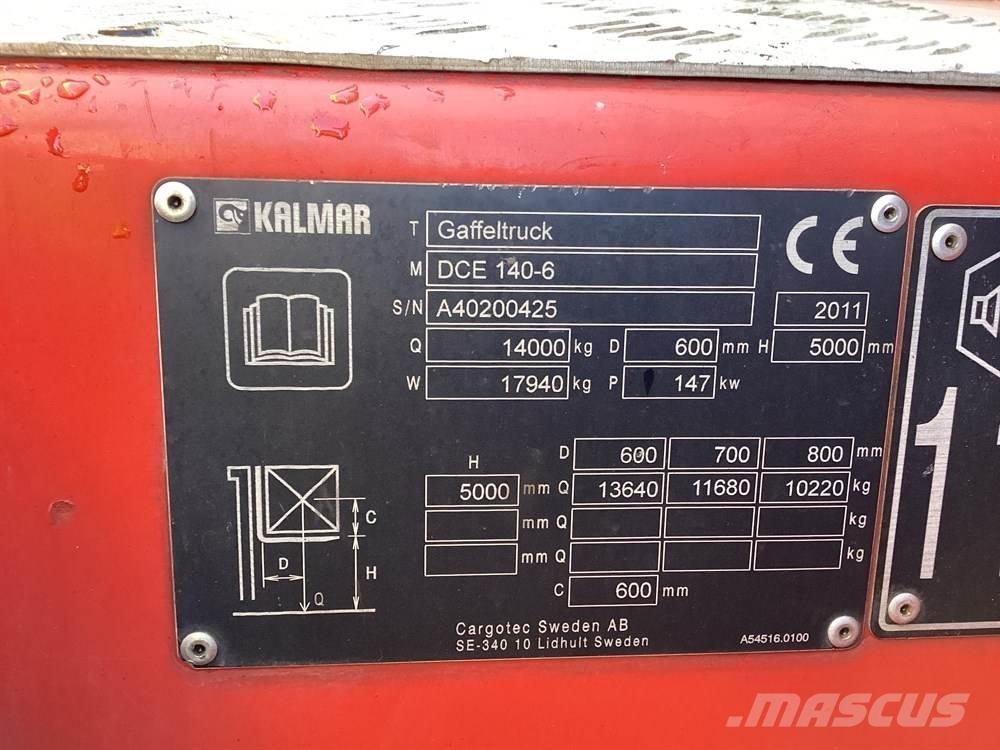 KALMAR
T Gaffeltruck
M DCE 140-6
S/N A40200425 2011
Q 14000 kg D 600 mm H 5000 mm
W 17940 kg P 147 kw
CE
H D 600 700 800 mm
5000 mm Q 13640 11680 10220 kg
mm Q kg
mm Q kg
C 600 mm
C
D H
Q
Cargotec Sweden AB
SE-340 10 Lidhult Sweden
A54516.0100
1
MASCUS